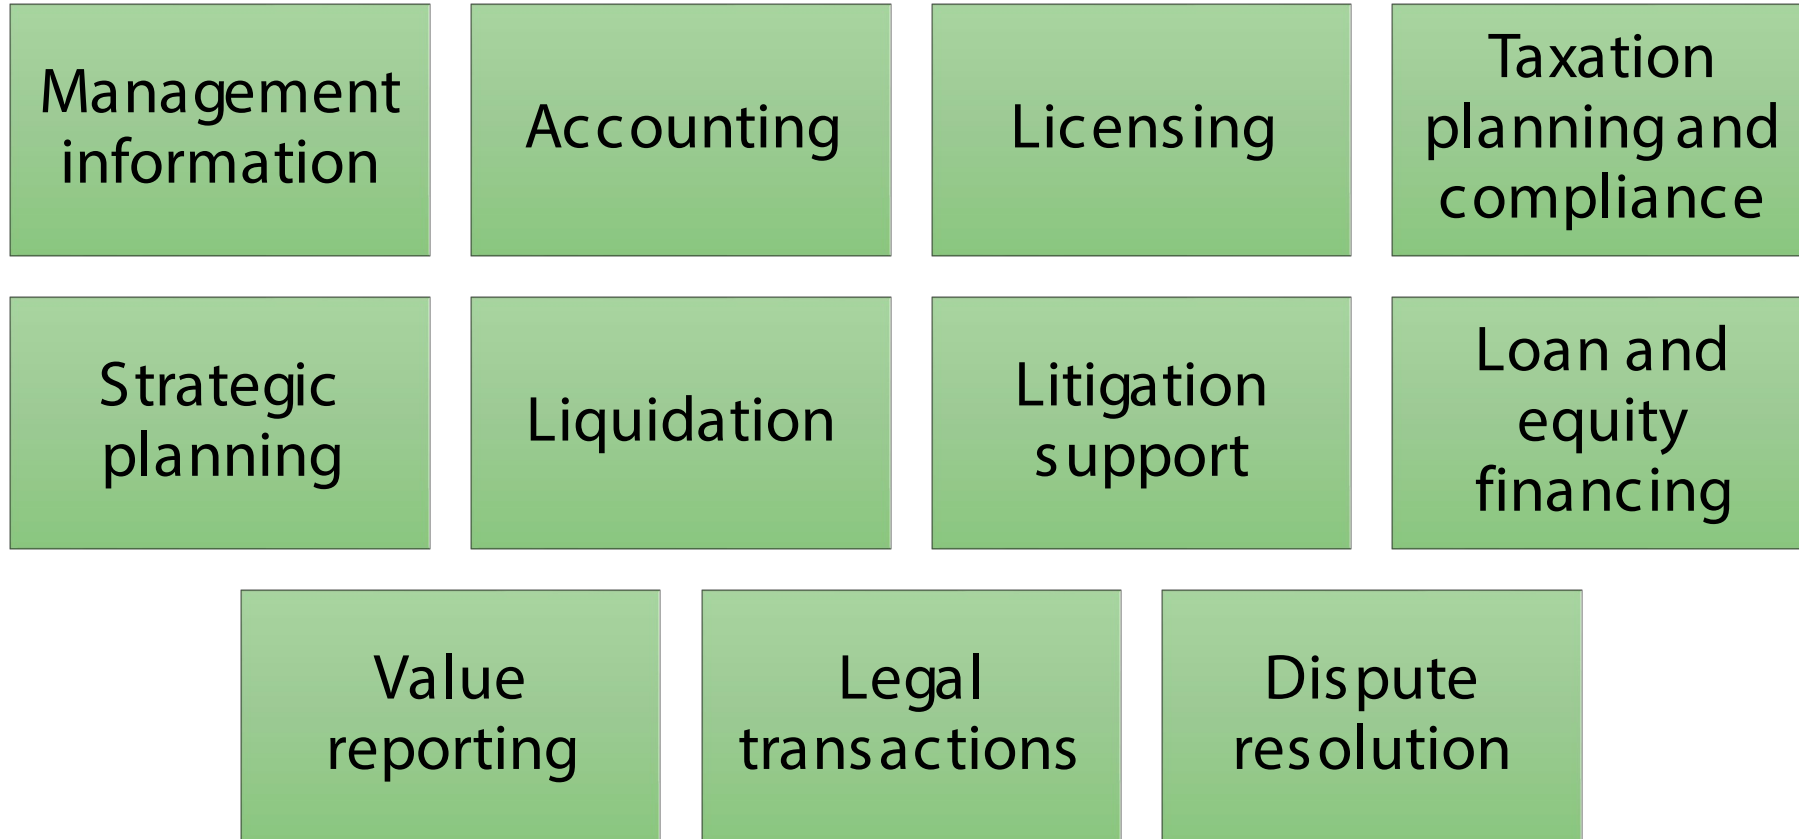 Management
information
Accounting
Licensing
Taxation
planning and
compliance
Strategic
planning
Liquidation
Litigation
support
Loan and
equity
financing
Value
reporting
Legal
transactions
Dispute
resolution